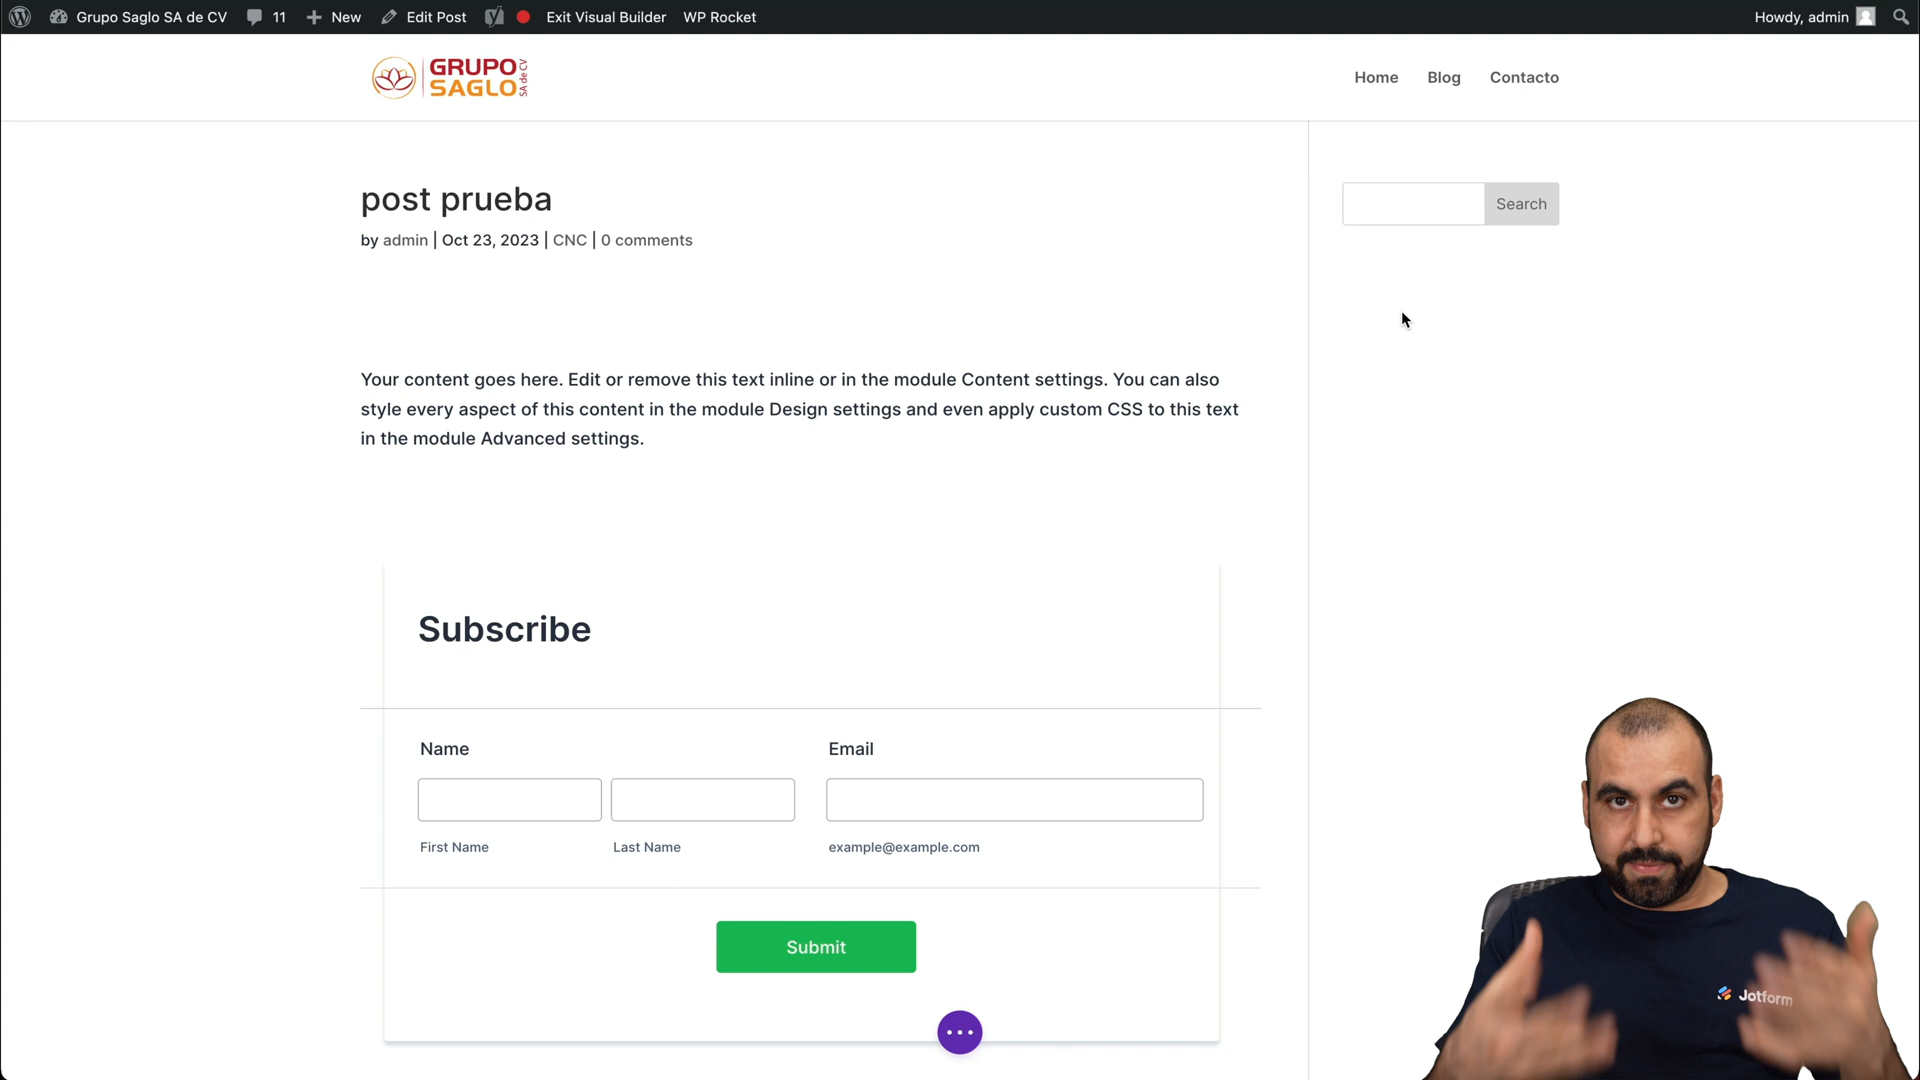 Grupo Saglo SA de CV 11 New Edit Post Exit Visual Builder WP Rocket Howdy, admin
GRUPO
SAGLO
SA de CV
Home Blog Contacto
post prueba
by admin | Oct 23, 2023 | CNC | 0 comments
Search
Your content goes here. Edit or remove this text inline or in the module Content settings. You can also
style every aspect of this content in the module Design settings and even apply custom CSS to this text
in the module Advanced settings.
Subscribe
Name Email
First Name Last Name example@example.com
Submit
Jotform